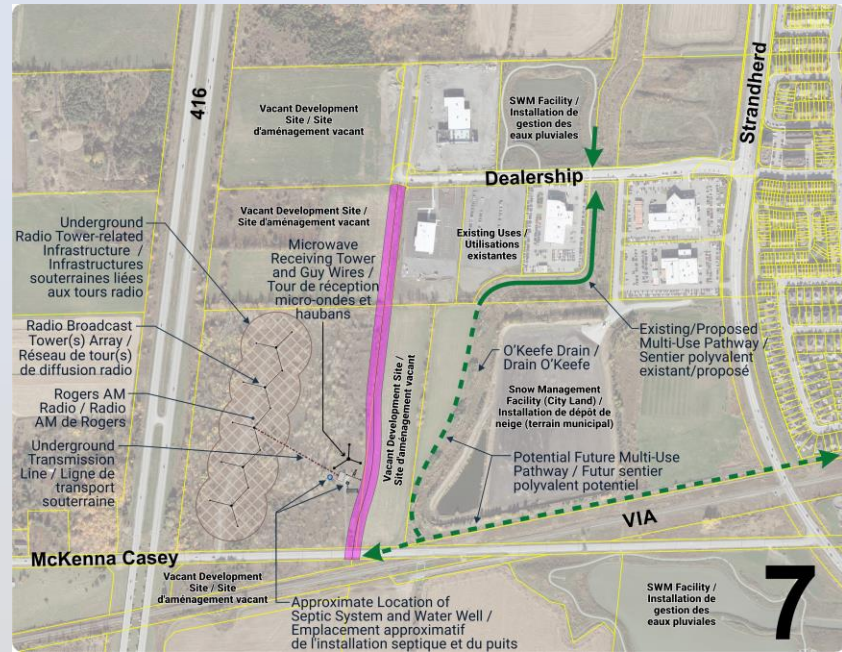 416
Strandherd
Vacant Development
Site / Site
d'aménagement vacant
SWM Facility /
Installation de
gestion des
eaux pluviales
Dealership
Underground
Radio Tower-related
Infrastructure /
Infrastructures
souterraines liées
aux tours radio
Vacant Development Site /
Site d'aménagement vacant
Microwave
Receiving Tower
and Guy Wires /
Tour de réception
micro-ondes et
haubans
Existing Uses /
Utilisations
existantes
Radio Broadcast
Tower(s) Array /
Réseau de tour(s)
de diffusion radio
Existing/Proposed
Multi-Use Pathway /
Sentier polyvalent
existant/proposé
O'Keefe Drain /
Drain O'Keefe
Rogers AM
Radio / Radio
AM de Rogers
Snow Management
Facility (City Land) /
Installation de dépôt de
neige (terrain municipal)
Vacant Development Site /
Site d'aménagement vacant
Underground
Transmission
Line / Ligne de
transport
souterraine
Potential Future Multi-Use
Pathway / Futur sentier
polyvalent potentiel
VIA
McKenna Casey
Vacant Development
Site / Site
d'aménagement vacant
Approximate Location of
Septic System and Water Well /
Emplacement approximatif
de l'installation septique et du puits
SWM Facility /
Installation de
gestion des
eaux pluviales
7